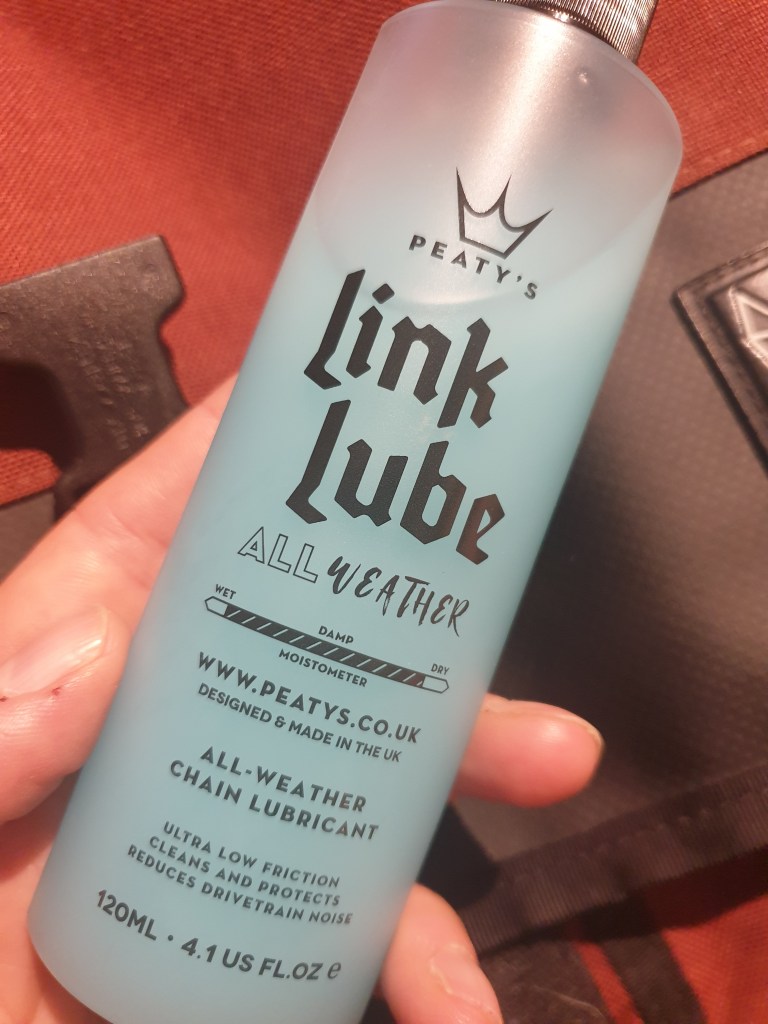 PEATY'S
Link
Lube
ALL WEATHER
WET
DAMP
DRY
MOISTOMETER
WWW.PEATYS.CO.UK
DESIGNED & MADE IN THE UK
ALL-WEATHER
CHAIN LUBRICANT
ULTRA LOW FRICTION
CLEANS AND PROTECTS
REDUCES DRIVETRAIN NOISE
120ML • 4.1 US FL.OZ e